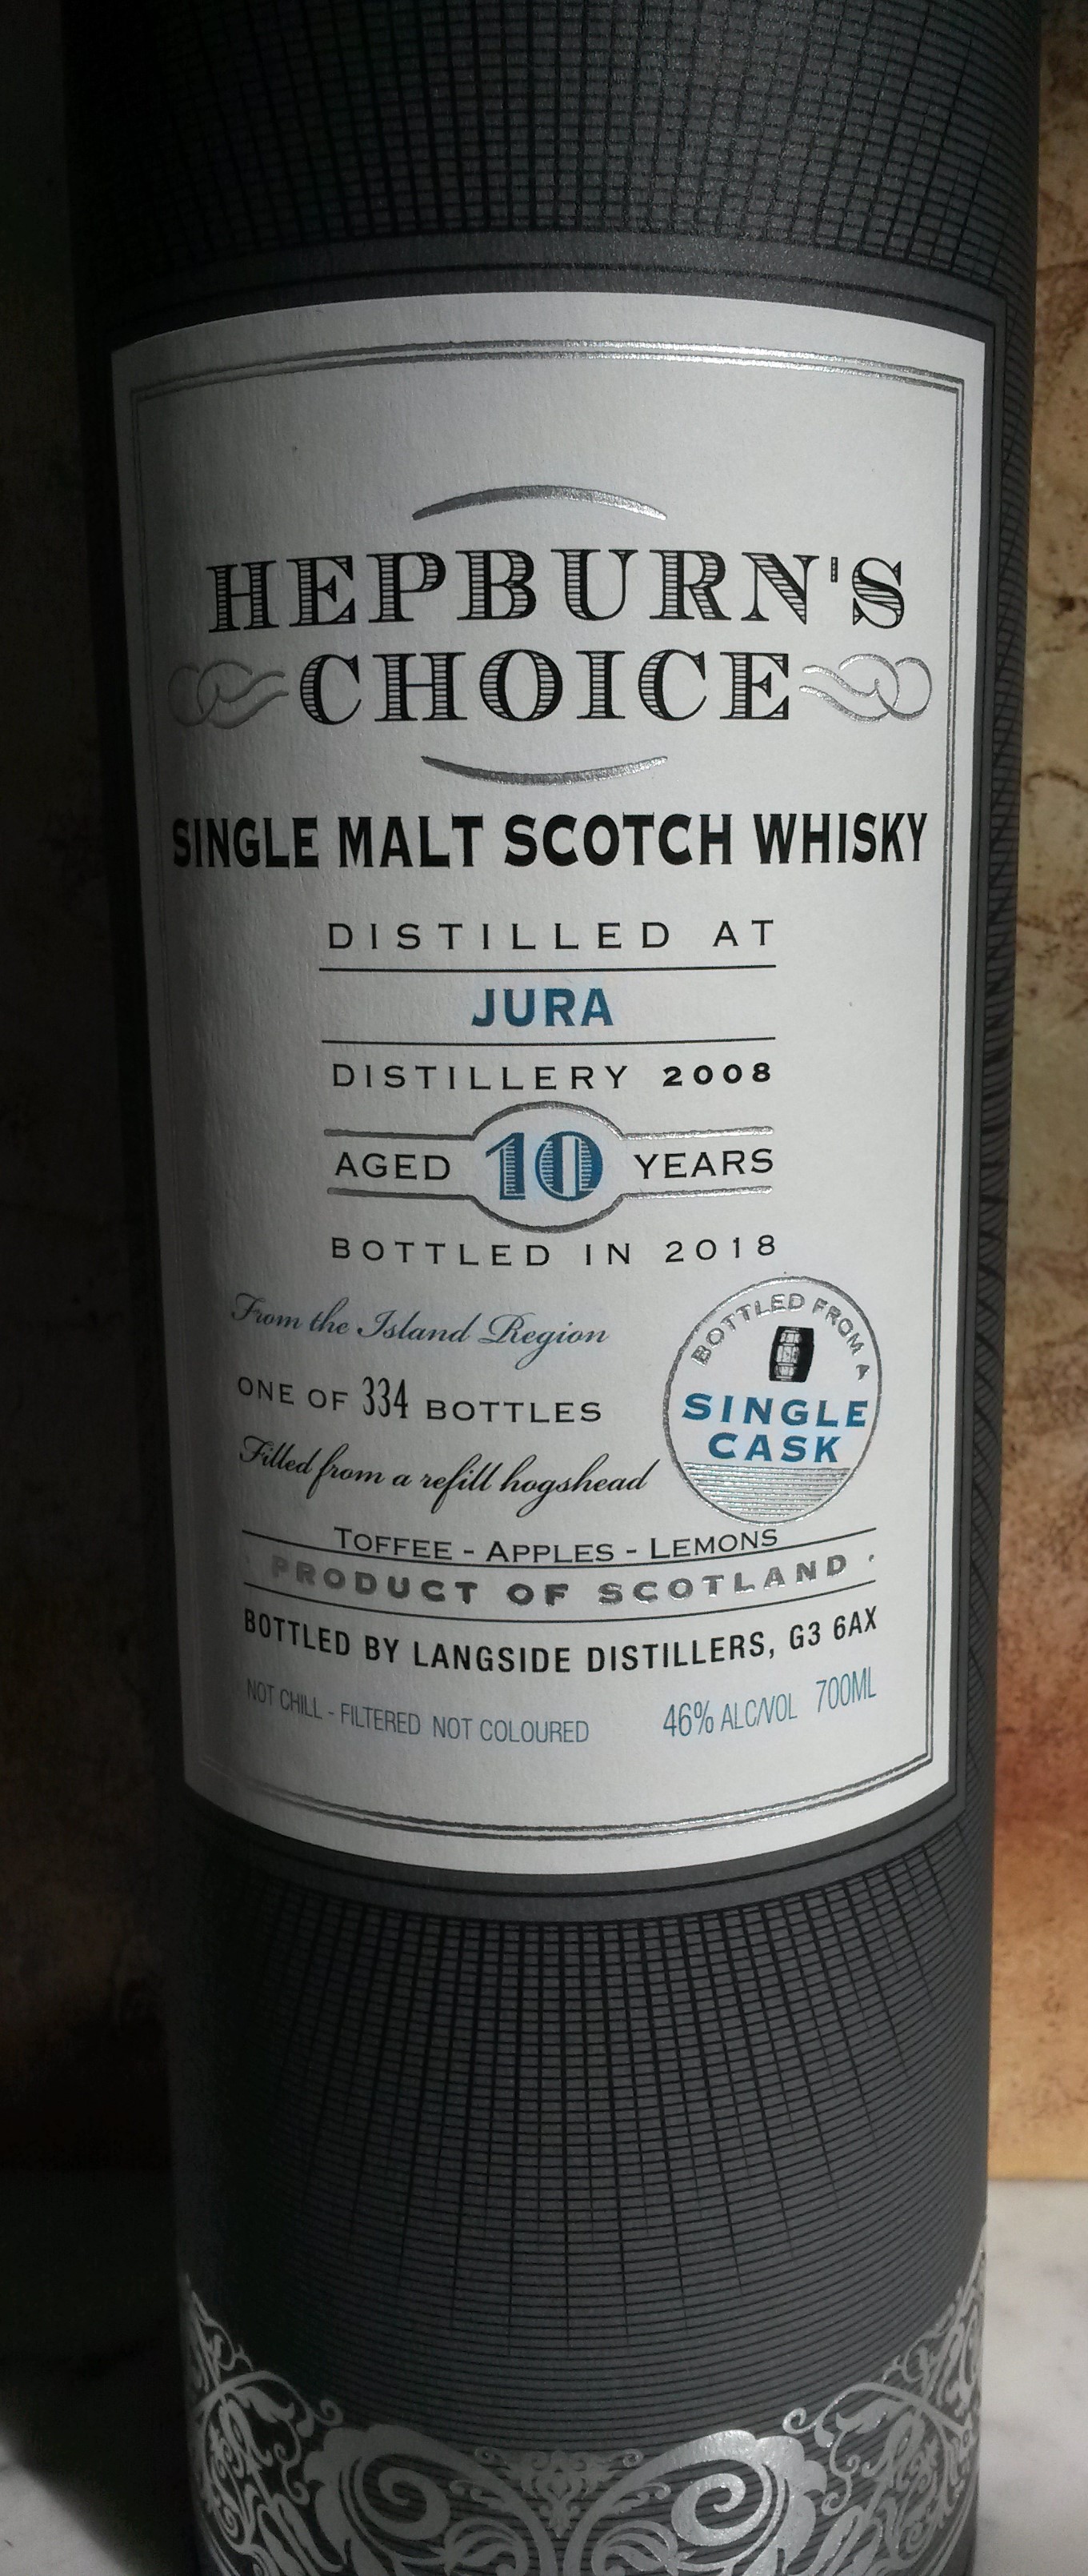 HEPBURN'S
CHOICE
SINGLE MALT SCOTCH WHISKY
DISTILLED AT
JURA
DISTILLERY 2008
AGED 10 YEARS
BOTTLED IN 2018
From the Island Region
ONE OF 334 BOTTLES
Filled from a refill hogshead
BOTTLED FROM A
SINGLE
CASK
TOFFEE - APPLES - LEMONS
PRODUCT OF SCOTLAND
BOTTLED BY LANGSIDE DISTILLERS, G3 6AX
NOT CHILL - FILTERED NOT COLOURED 46% ALC/VOL 700ML